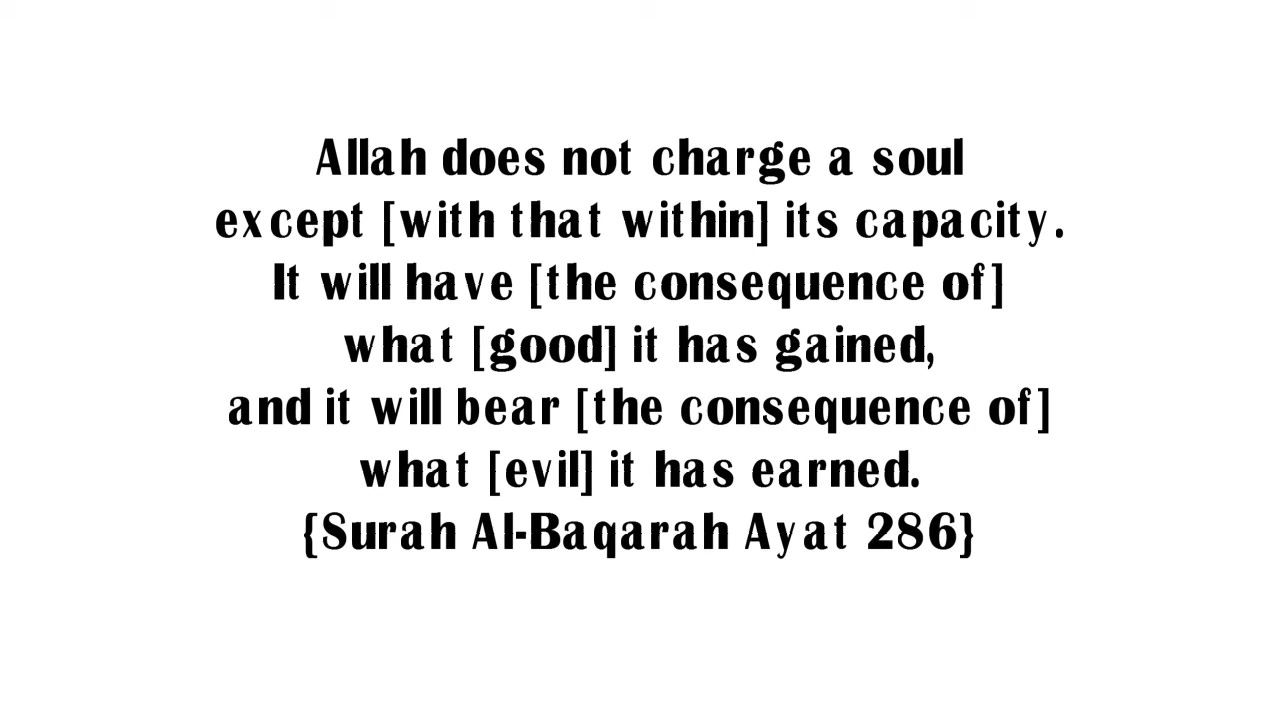 Allah does not charge a soul
except [with that within] its capacity.
It will have [the consequence of]
what [good] it has gained,
and it will bear [the consequence of]
what [evil] it has earned.
{Surah Al-Baqarah Ayat 286}